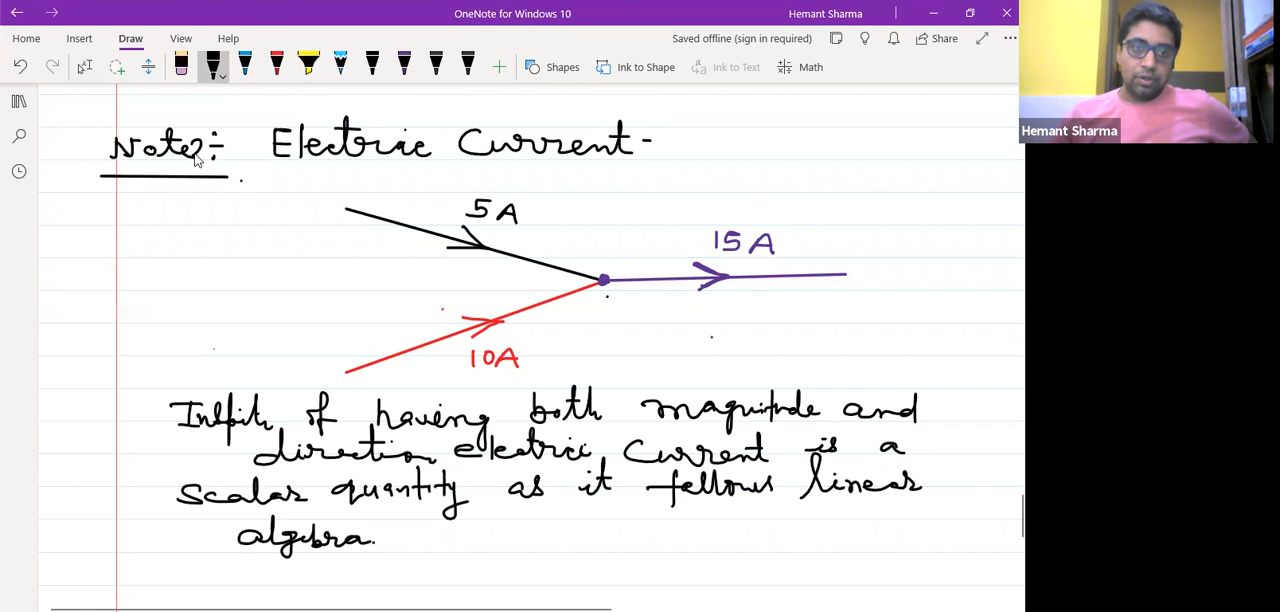 OneNote for Windows 10
Hemant Sharma
Home Insert Draw View Help
Saved offline (sign in required)
Share
Shapes
Ink to Shape
Ink to Text
Math
Hemant Sharma
Note2÷ Electric Current-
5A
15A
10A
Inspite of having both magnitude and
direction electric Current is a
Scalar quantity as it follows linear
algebra.